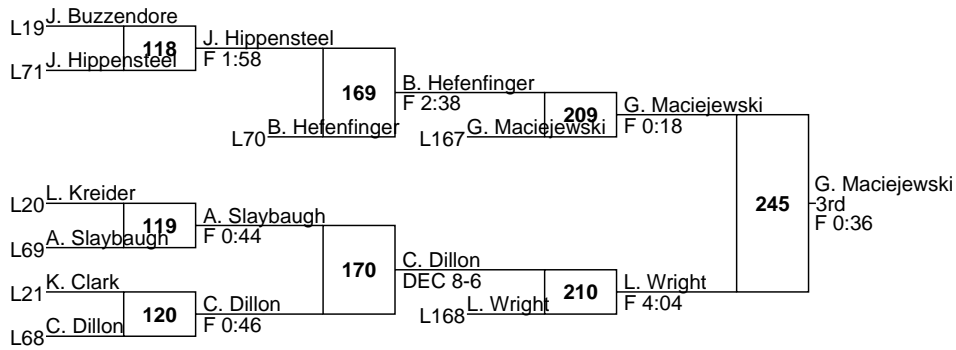 J. Buzzendore
L19
118
J. Hippensteel
F 1:58
J. Hippensteel
L71
169
B. Hefenfinger
F 2:38
B. Hefenfinger
L70
209
G. Maciejewski
F 0:18
G. Maciejewski
L167
L. Kreider
L20
119
A. Slaybaugh
F 0:44
A. Slaybaugh
L69
245
G. Maciejewski
3rd
F 0:36
170
C. Dillon
DEC 8-6
K. Clark
L21
120
C. Dillon
F 0:46
C. Dillon
L68
210
L. Wright
F 4:04
L. Wright
L168